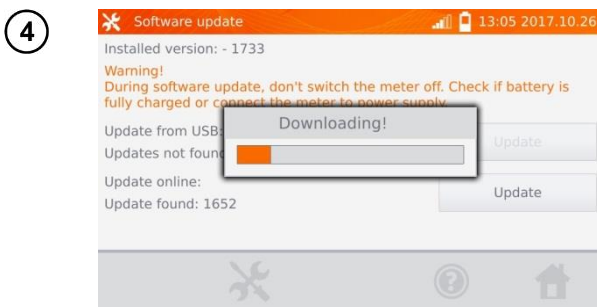 4
Software update 13:05 2017.10.26
Installed version: - 1733
Warning!
During software update, don't switch the meter off. Check if battery is
fully charged or connect the meter to power supply.
Downloading!
Update from USB:
Updates not found
Update
Update online:
Update found: 1652
Update